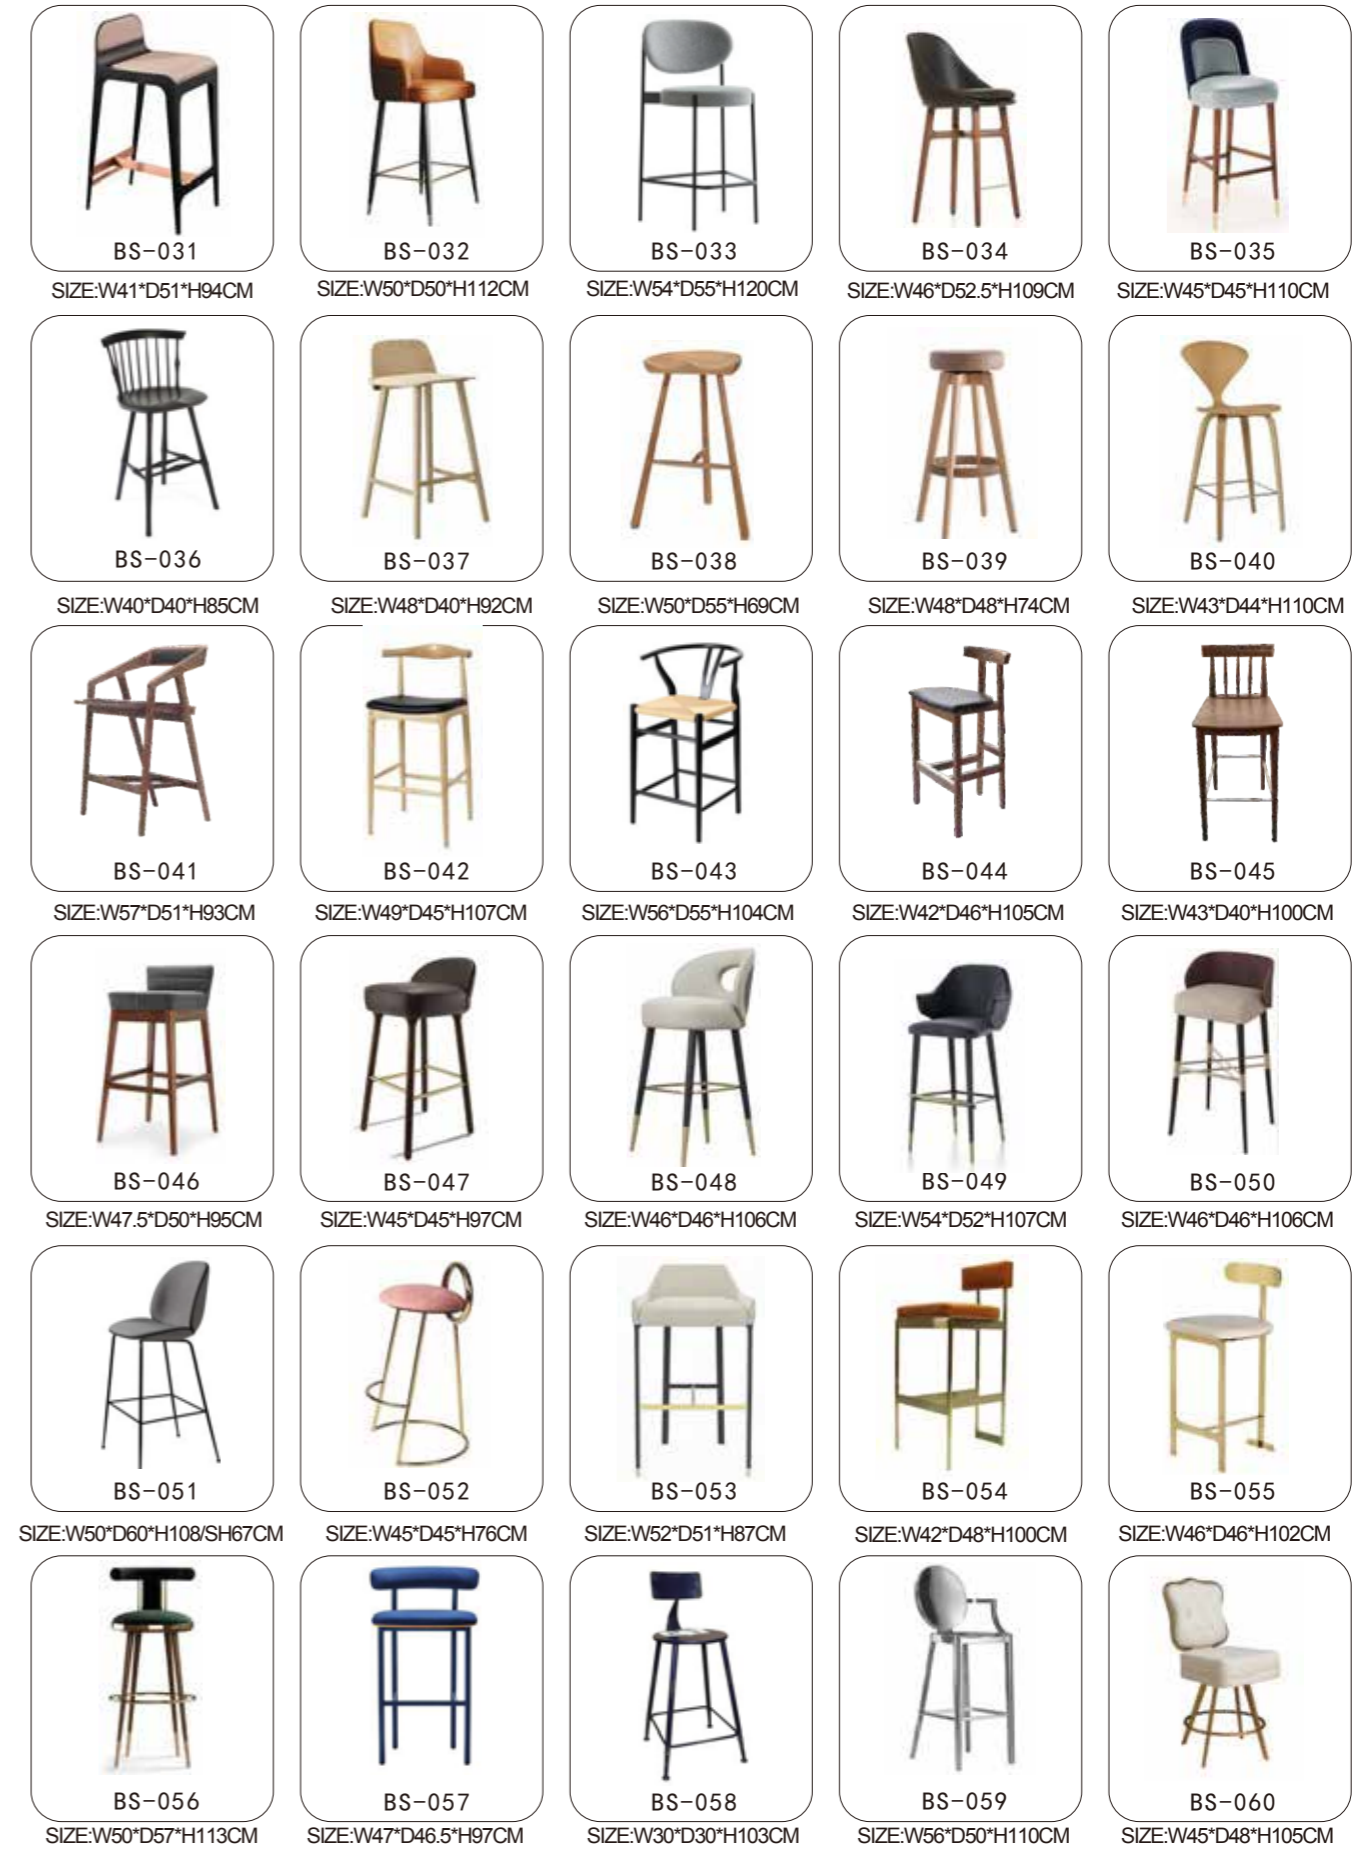 BS-031 BS-032 BS-033 BS-034 BS-035
SIZE:W41*D51*H94CM SIZE:W50*D50*H112CM SIZE:W54*D55*H120CM SIZE:W46*D52.5*H109CM SIZE:W45*D45*H110CM
BS-036 BS-037 BS-038 BS-039 BS-040
SIZE:W40*D40*H85CM SIZE:W48*D40*H92CM SIZE:W50*D55*H69CM SIZE:W48*D48*H74CM SIZE:W43*D44*H110CM
BS-041 BS-042 BS-043 BS-044 BS-045
SIZE:W57*D51*H93CM SIZE:W49*D45*H107CM SIZE:W56*D55*H104CM SIZE:W42*D46*H105CM SIZE:W43*D40*H100CM
BS-046 BS-047 BS-048 BS-049 BS-050
SIZE:W47.5*D50*H95CM SIZE:W45*D45*H97CM SIZE:W46*D46*H106CM SIZE:W54*D52*H107CM SIZE:W46*D46*H106CM
BS-051 BS-052 BS-053 BS-054 BS-055
SIZE:W50*D60*H108/SH67CM SIZE:W45*D45*H76CM SIZE:W52*D51*H87CM SIZE:W42*D48*H100CM SIZE:W46*D46*H102CM
BS-056 BS-057 BS-058 BS-059 BS-060
SIZE:W50*D57*H113CM SIZE:W47*D46.5*H97CM SIZE:W30*D30*H103CM SIZE:W56*D50*H110CM SIZE:W45*D48*H105CM